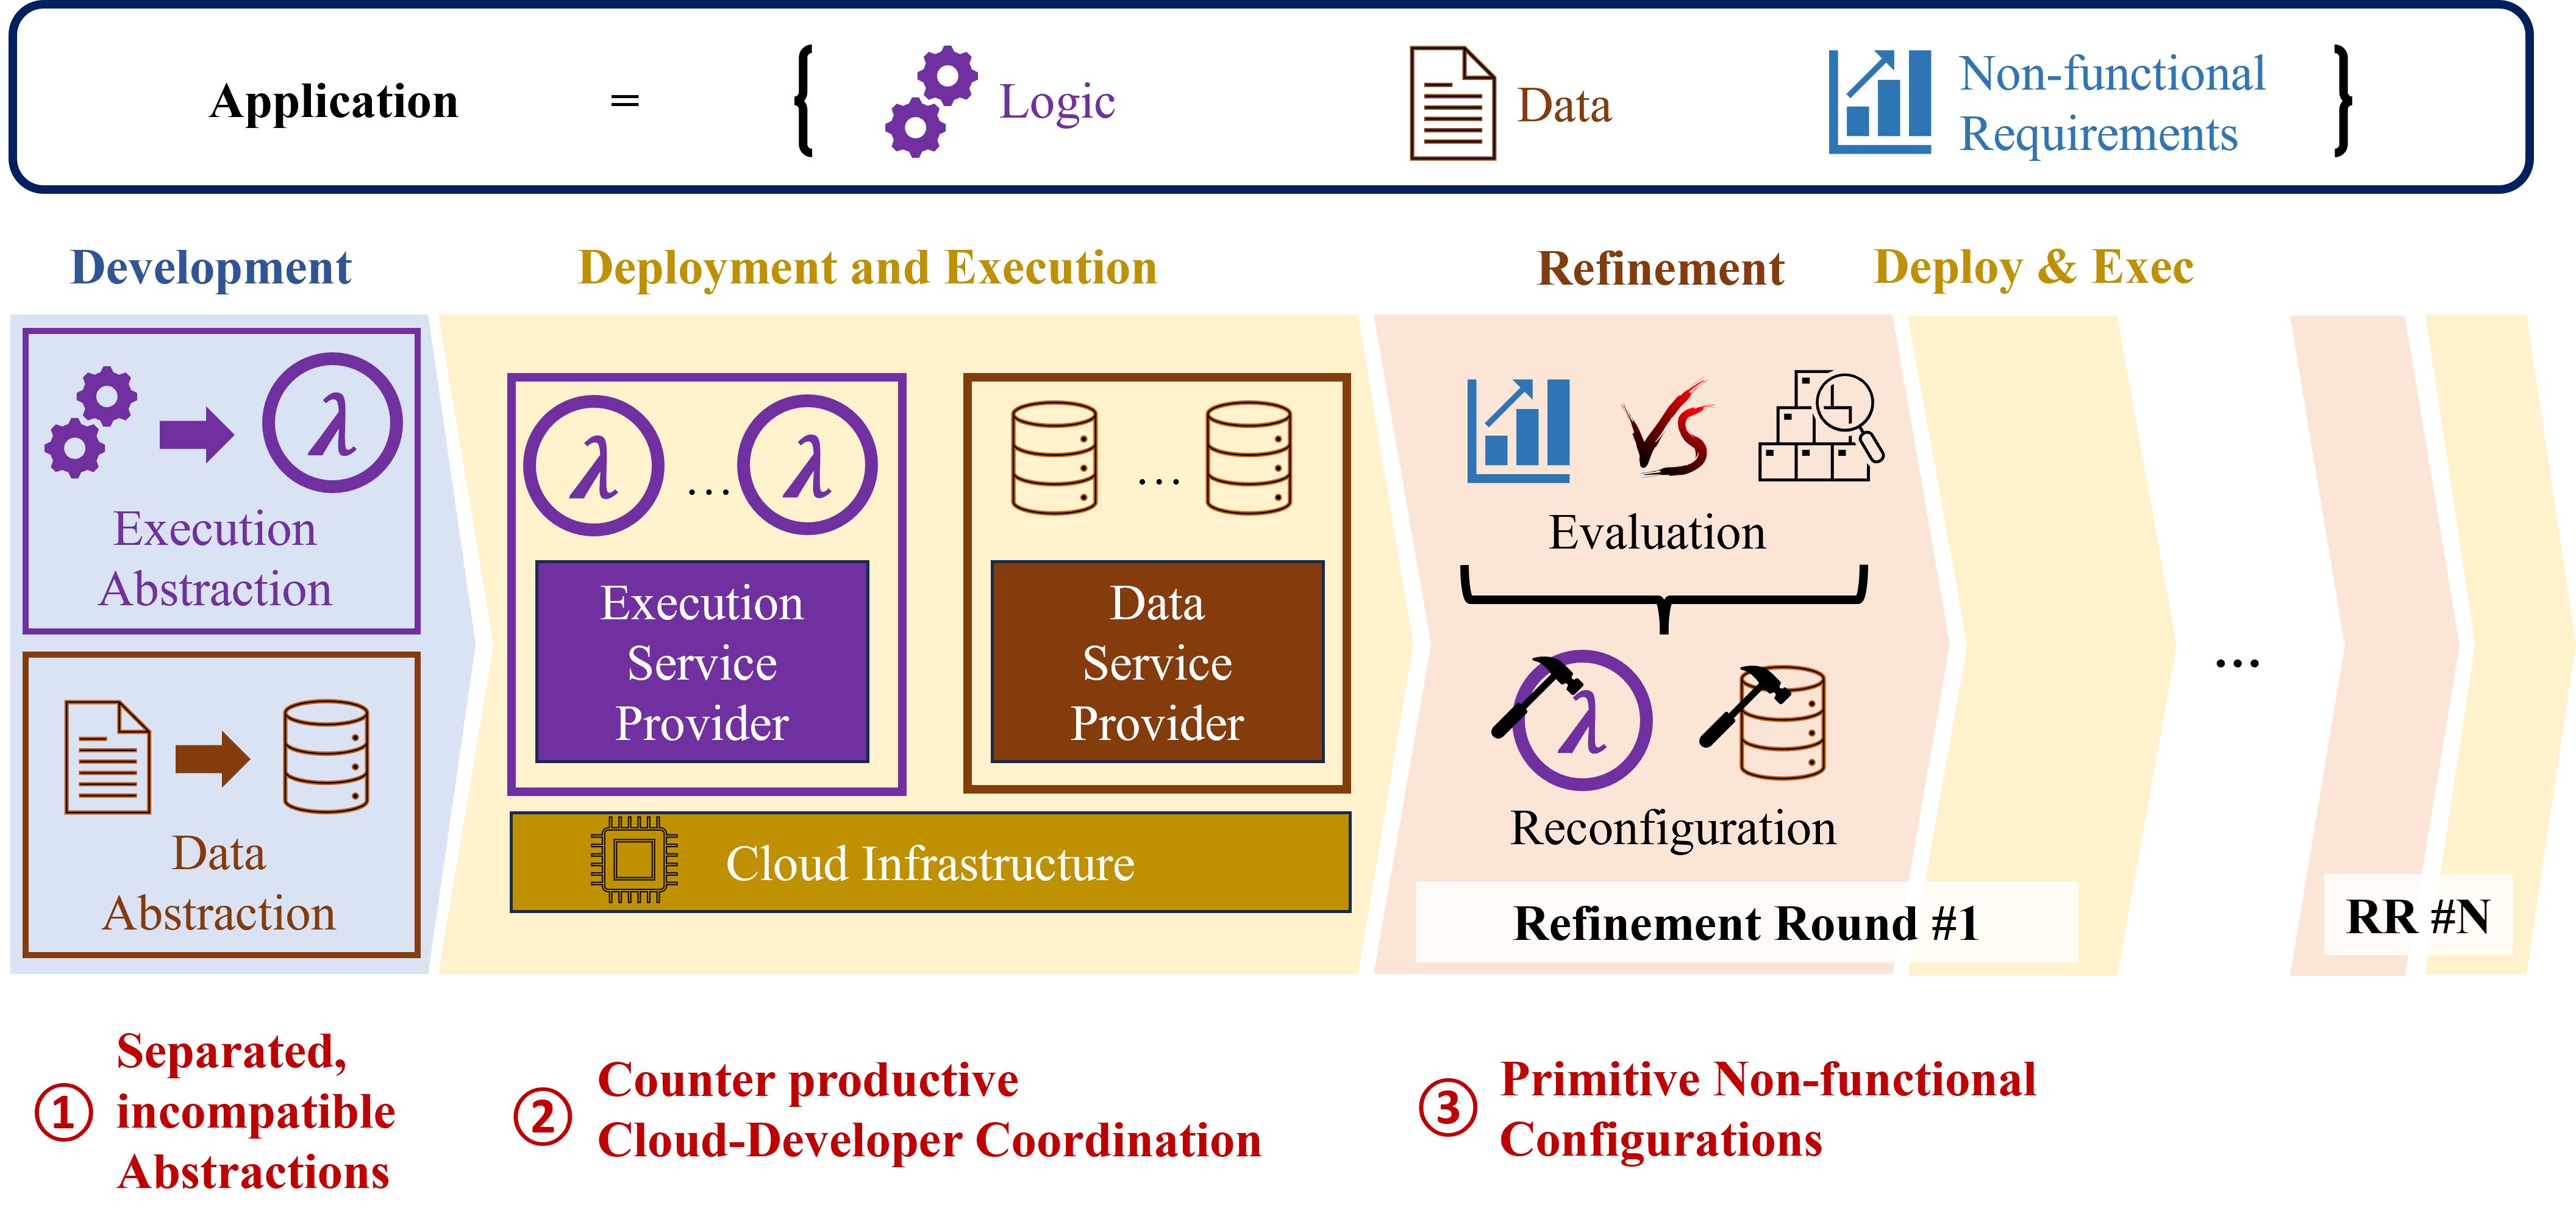 Application = { Logic Data Non-functional Requirements }
Development
Deployment and Execution
Refinement
Deploy & Exec
λ
Execution
Abstraction
Data
Abstraction
λ ... λ
Execution
Service
Provider
...
Data
Service
Provider
Cloud Infrastructure
VS
Evaluation
λ
Reconfiguration
Refinement Round #1
...
RR #N
① Separated,
incompatible
Abstractions
② Counter productive
Cloud-Developer Coordination
③ Primitive Non-functional
Configurations